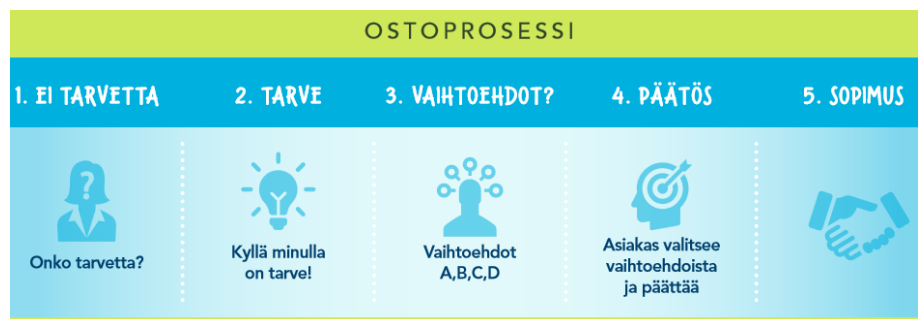 OSTOPROSESSI
1. EI TARVETTA
2. TARVE
3. VAIHTOEHDOT?
4. PÄÄTÖS
5. SOPIMUS
?
Onko tarvetta?
Kyllä minulla
on tarve!
Vaihtoehdot
A,B,C,D
Asiakas valitsee
vaihtoehdoista
ja päättää